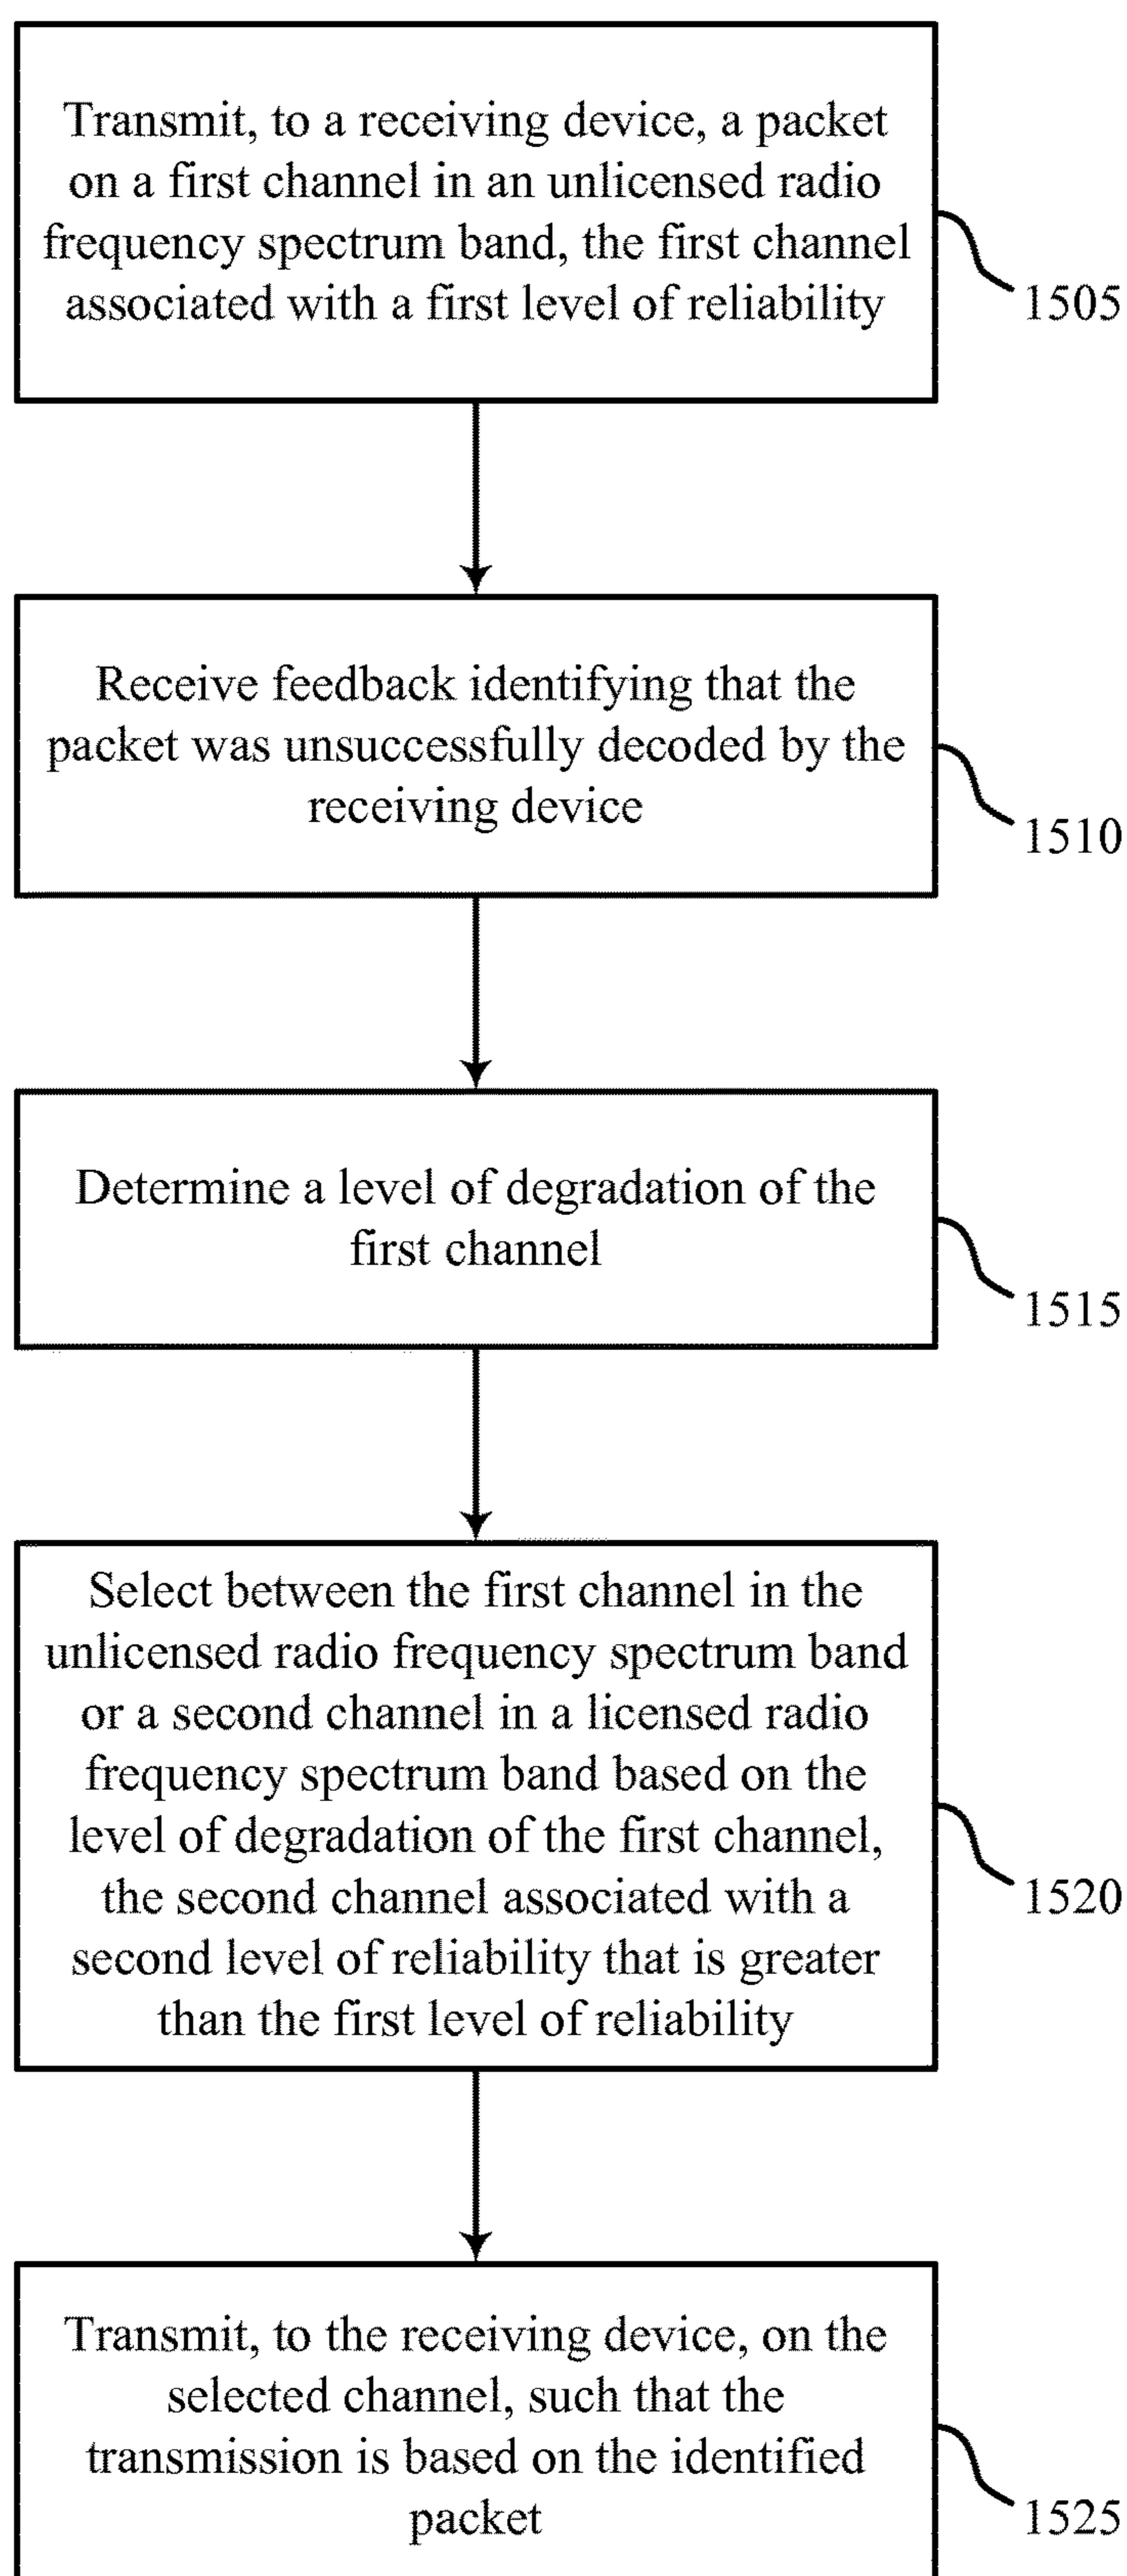 Transmit, to a receiving device, a packet
on a first channel in an unlicensed radio
frequency spectrum band, the first channel
associated with a first level of reliability
1505
Receive feedback identifying that the
packet was unsuccessfully decoded by the
receiving device
1510
Determine a level of degradation of the
first channel
1515
Select between the first channel in the
unlicensed radio frequency spectrum band
or a second channel in a licensed radio
frequency spectrum band based on the
level of degradation of the first channel,
the second channel associated with a
second level of reliability that is greater
than the first level of reliability
1520
Transmit, to the receiving device, on the
selected channel, such that the
transmission is based on the identified
packet
1525